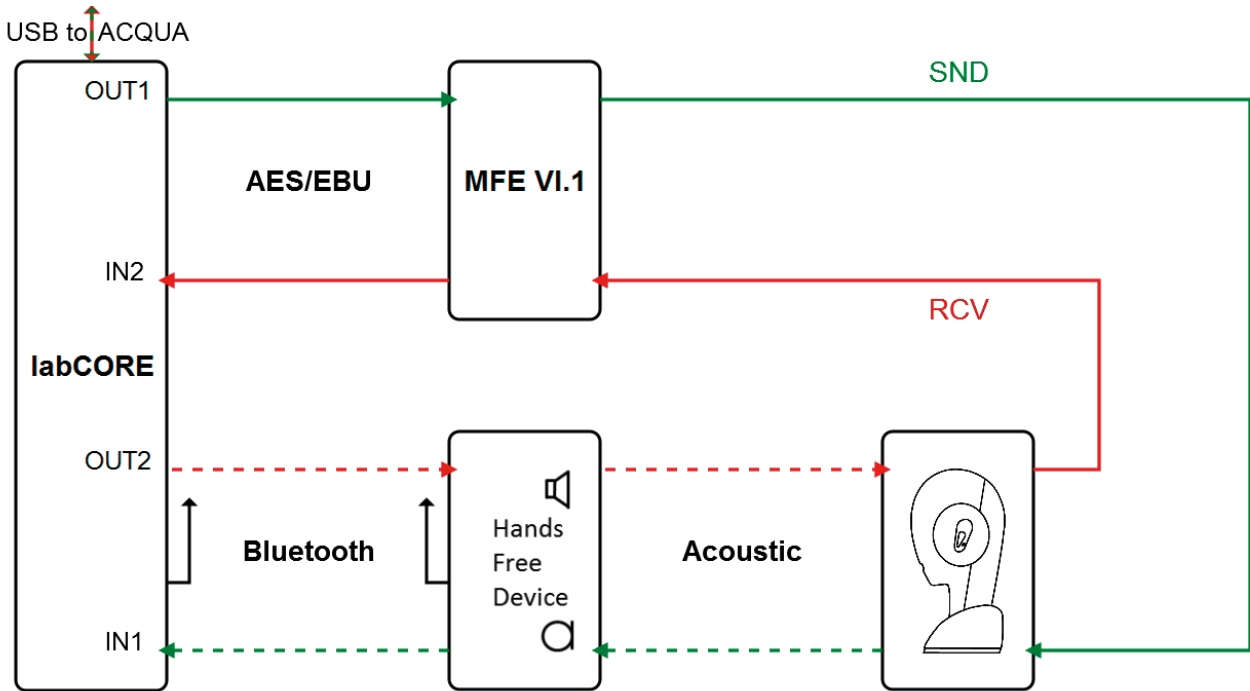 USB to ACQUA
OUT1
SND
AES/EBU
MFE VI.1
IN2
RCV
labCORE
OUT2
Hands
Free
Device
Bluetooth
Acoustic
IN1